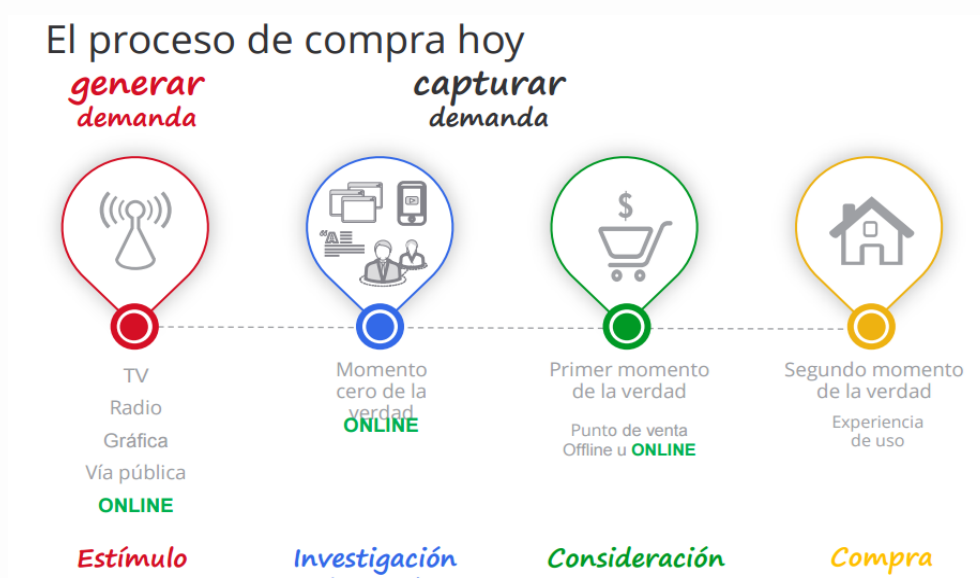 El proceso de compra hoy
generar
demanda
capturar
demanda
TV
Radio
Gráfica
Vía pública
ONLINE
Estímulo
Momento
cero de la
verdad
ONLINE
Investigación
$
Primer momento
de la verdad
Punto de venta
Offline u ONLINE
Consideración
Segundo momento
de la verdad
Experiencia
de uso
Compra